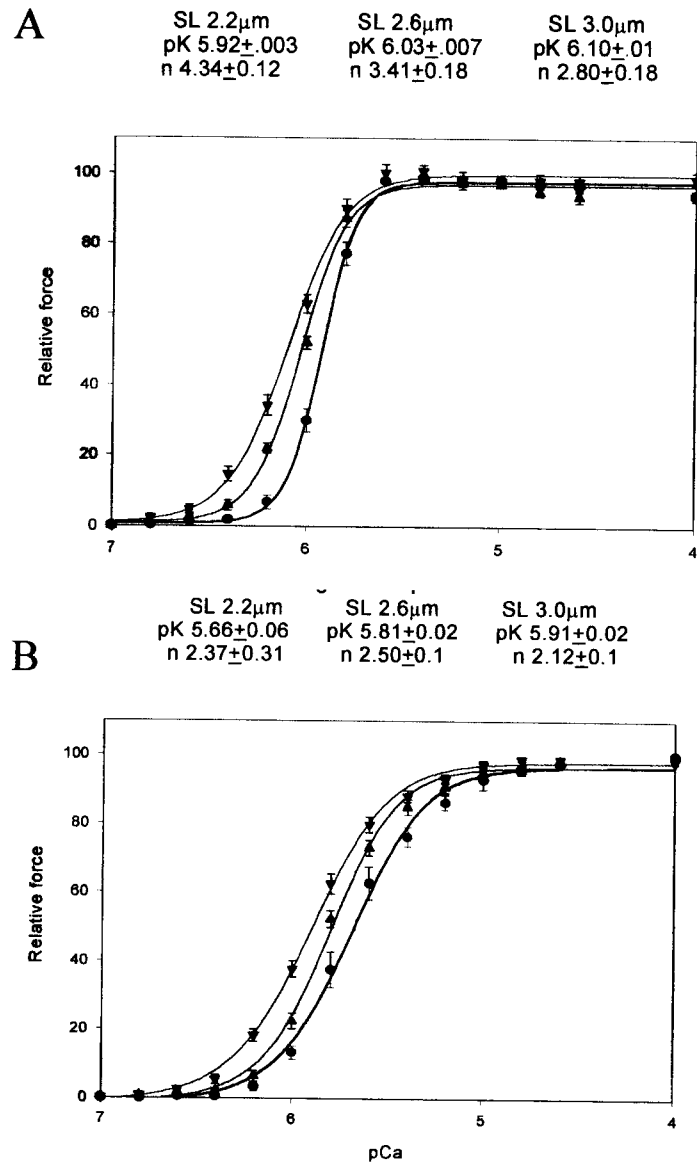 A
SL 2.2µm SL 2.6µm SL 3.0µm
pK 5.92±.003 pK 6.03±.007 pK 6.10±.01
n 4.34±0.12 n 3.41±0.18 n 2.80±0.18
100
80
60
40
20
0
Relative force
7 6 5 4
B
SL 2.2µm SL 2.6µm SL 3.0µm
pK 5.66±0.06 pK 5.81±0.02 pK 5.91±0.02
n 2.37±0.31 n 2.50±0.1 n 2.12±0.1
100
80
60
40
20
0
Relative force
7 6 5 4
pCa